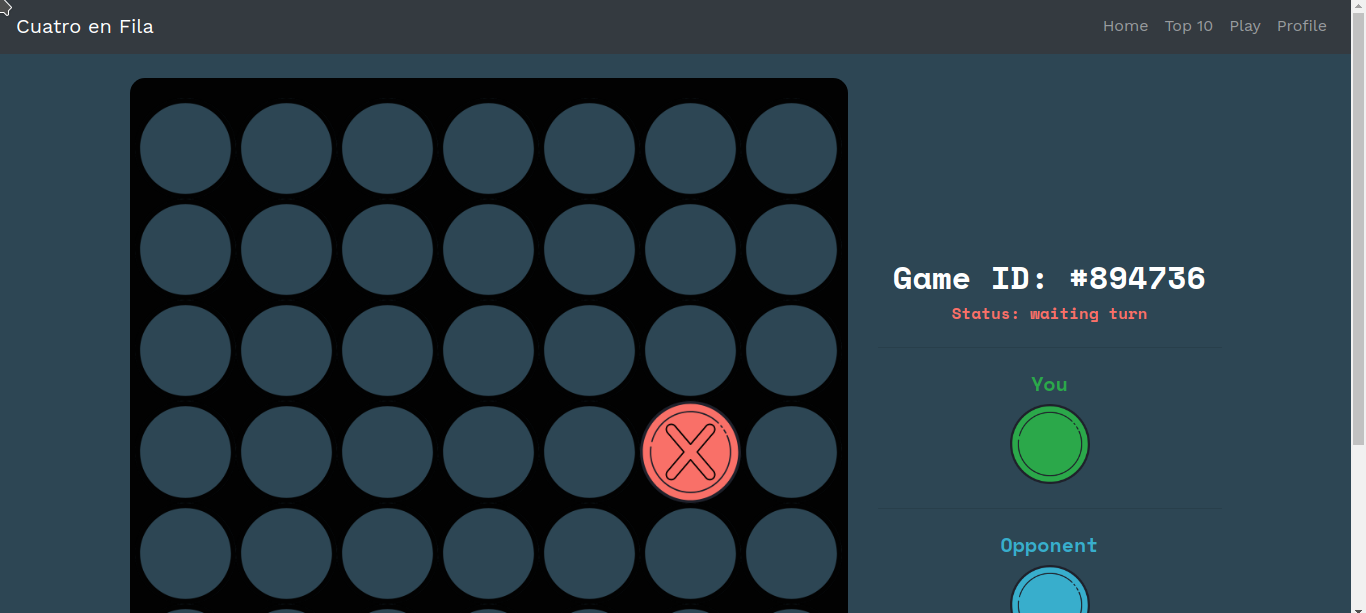 Cuatro en Fila
Home Top 10 Play Profile
Game ID: #894736
Status: waiting turn
You
Opponent